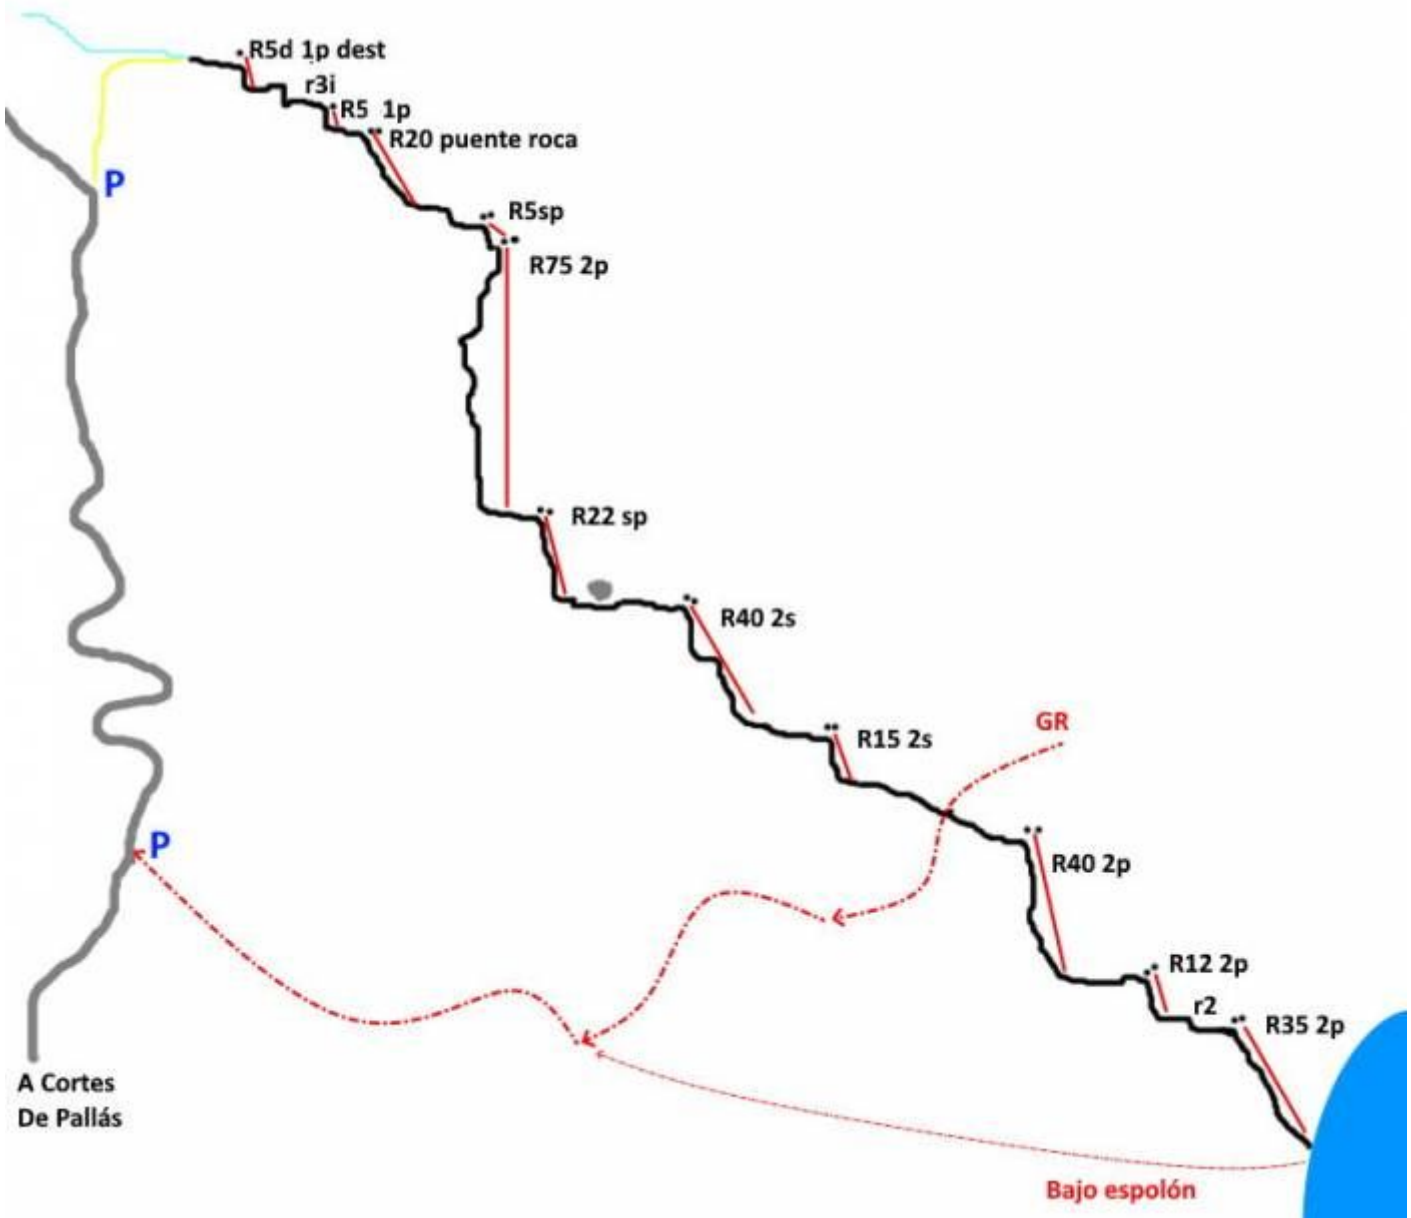 R5d 1p dest
r3i
R5 1p
R20 puente roca
P
R5sp
R75 2p
R22 sp
R40 2s
GR
R15 2s
P
R40 2p
R12 2p
r2
R35 2p
A Cortes
De Pallás
Bajo espolón